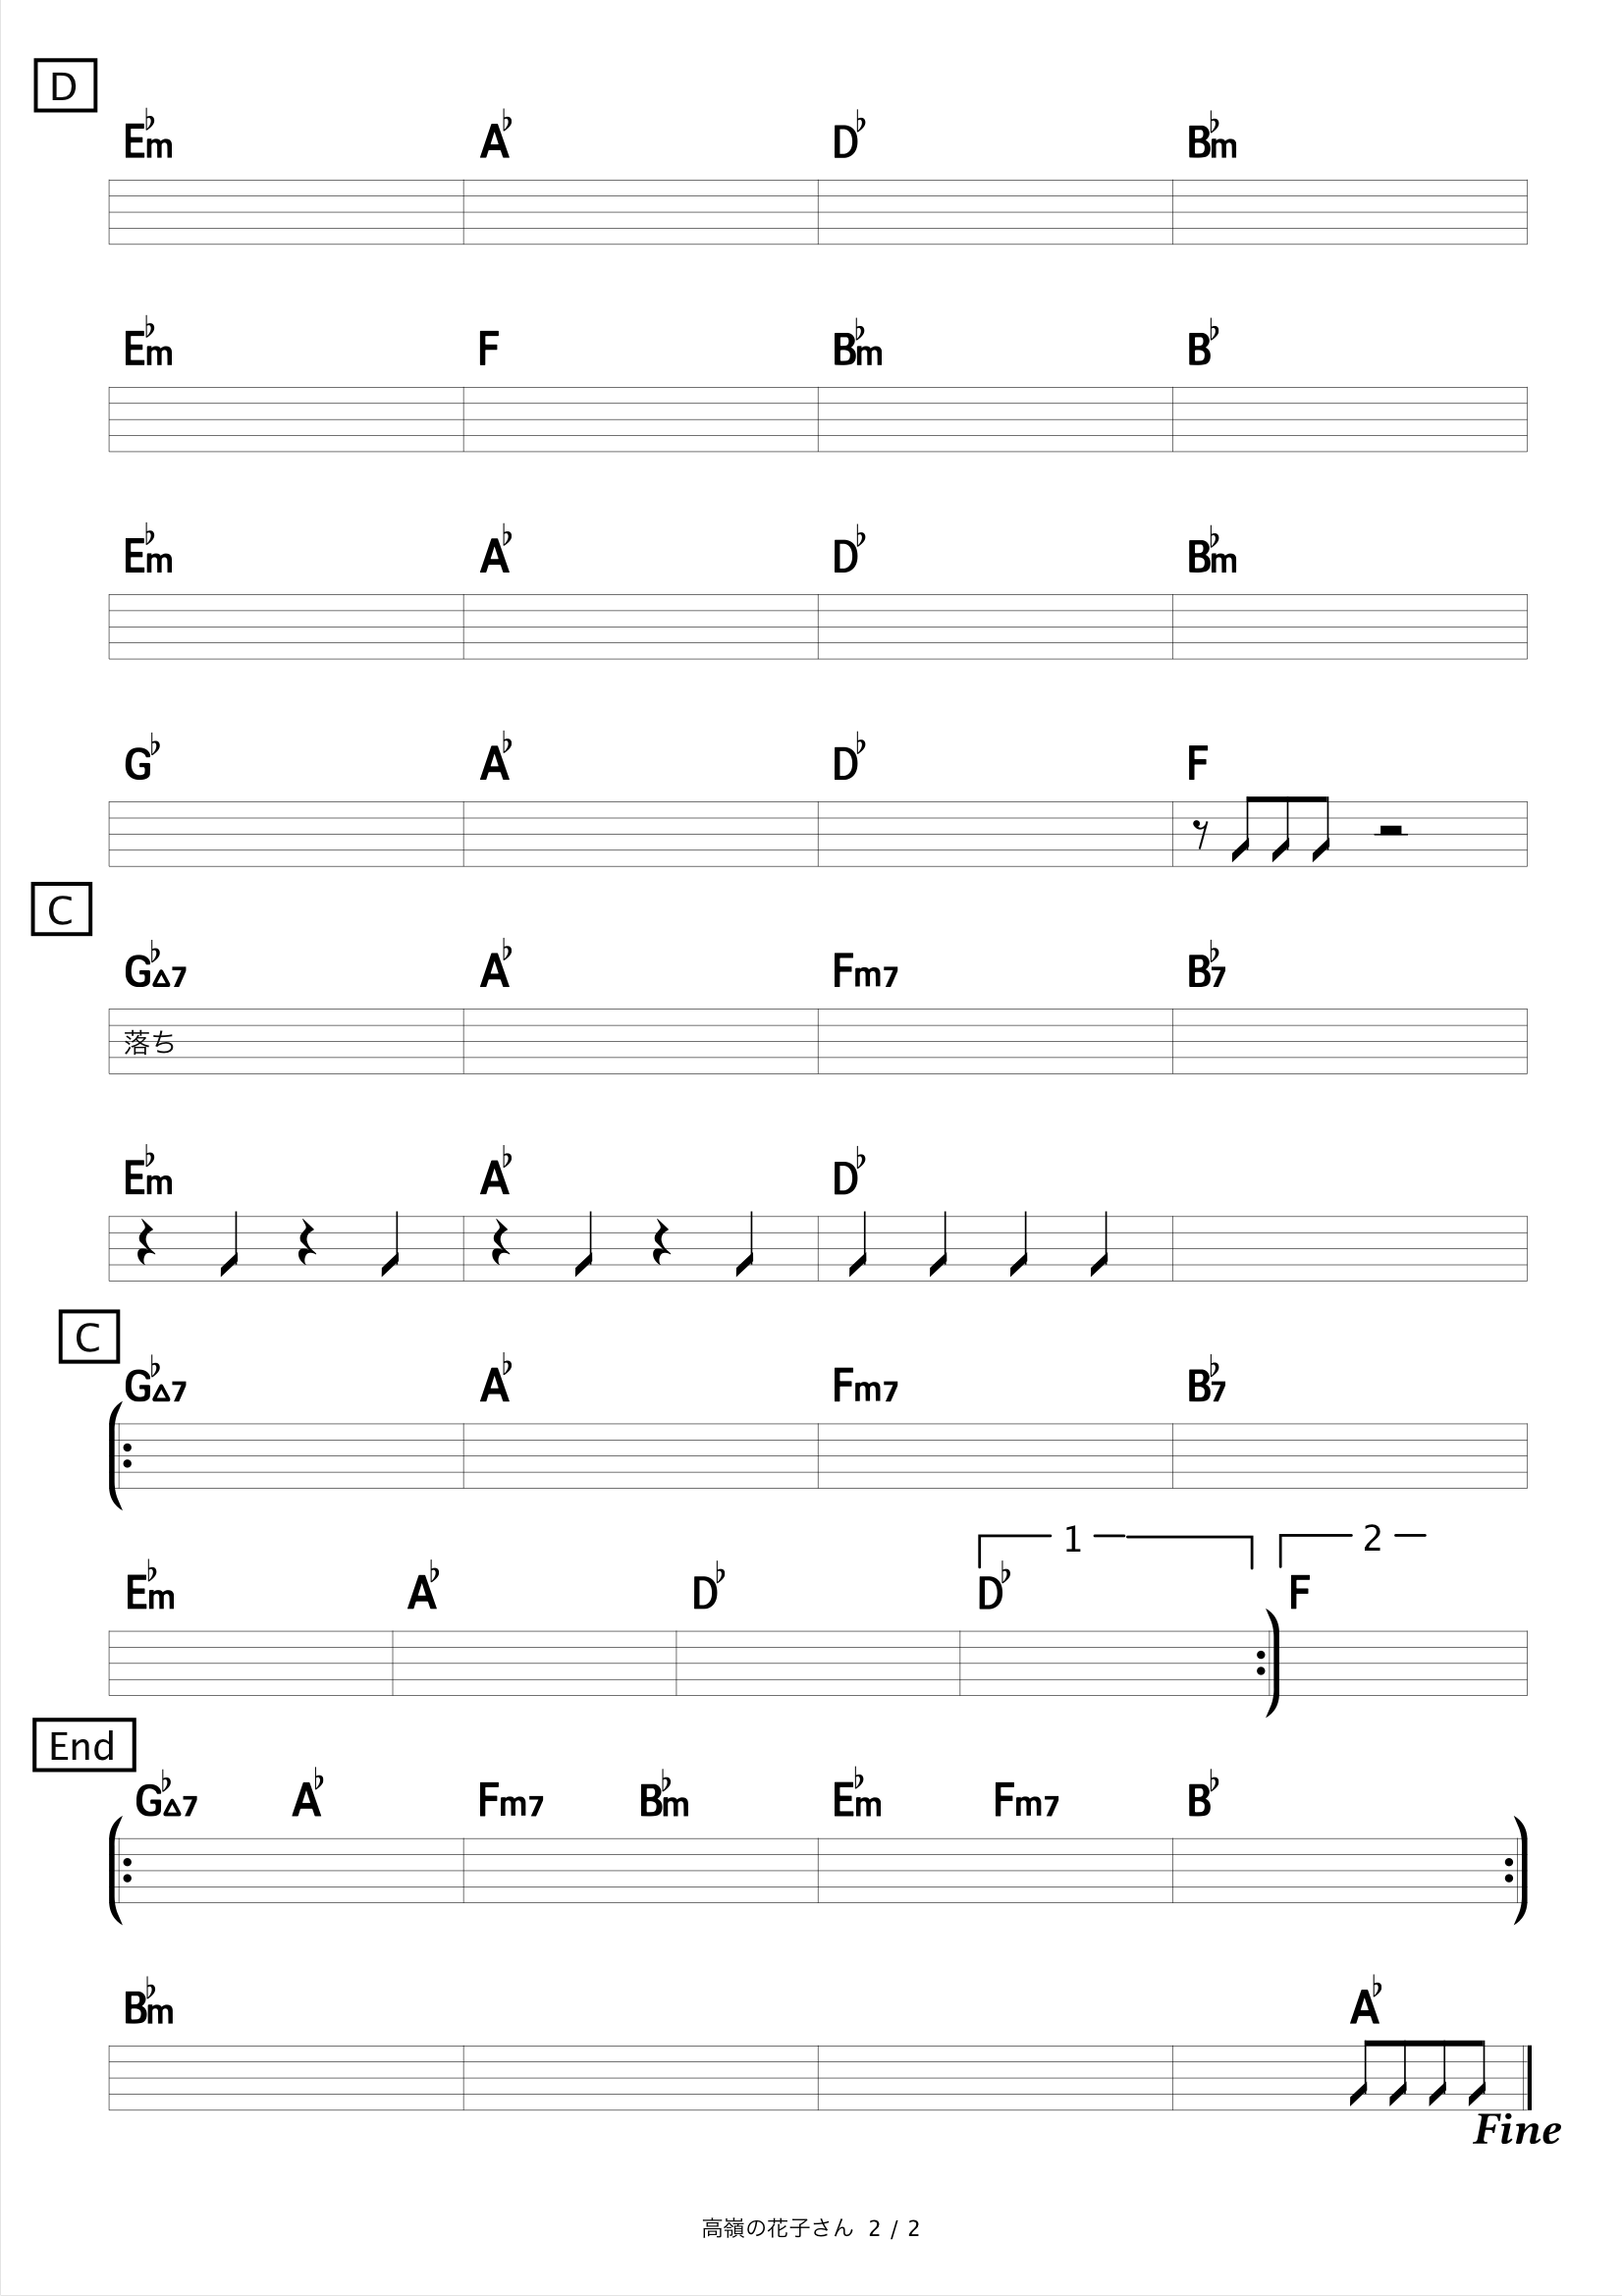 D
E♭m A♭ D♭ B♭m
E♭m F B♭m B♭
E♭m A♭ D♭ B♭m
G♭ A♭ D♭ F
C
G♭△7 A♭ Fm7 B♭7
落ち
E♭m A♭ D♭
C
G♭△7 A♭ Fm7 B♭7
1 2
E♭m A♭ D♭ D♭ F
End
G♭△7 A♭ Fm7 B♭m E♭m Fm7 B♭
B♭m A♭
Fine
高嶺の花子さん 2 / 2